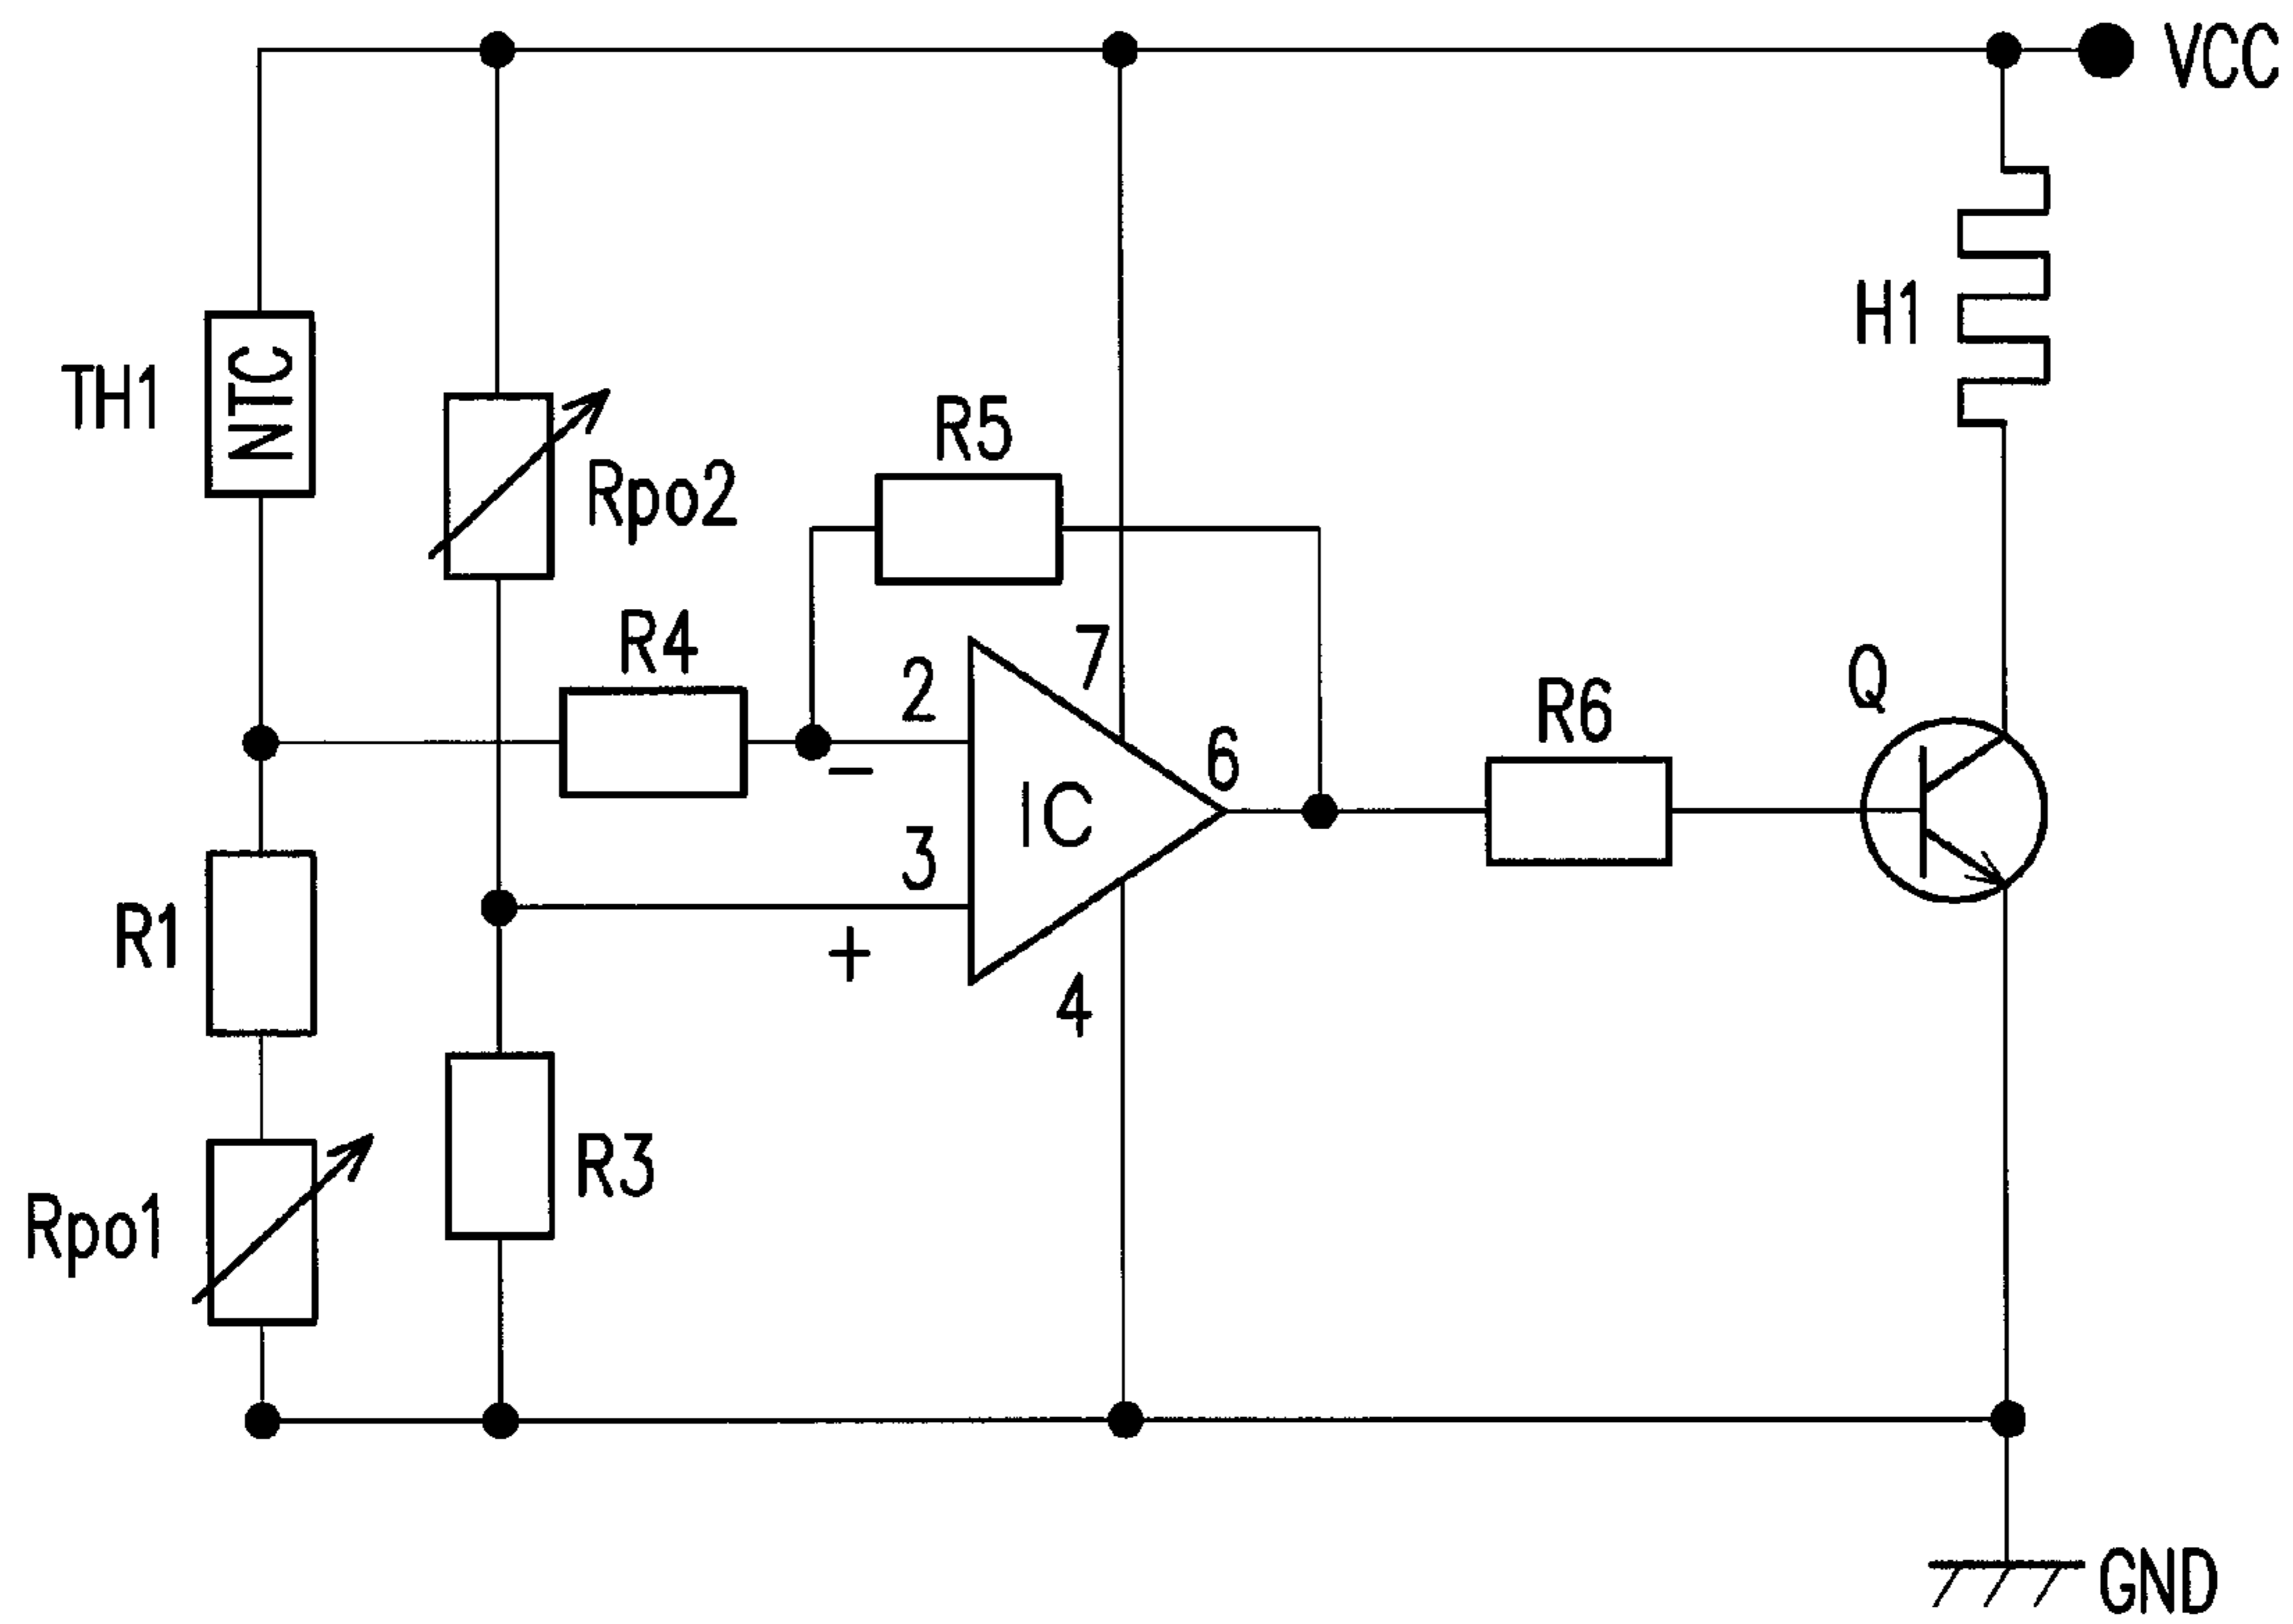 VCC
H1
TH1
NTC
R5
Rpo2
R4
2
7
Q
R6
6
IC
3
R1
+
-
4
R3
Rpo1
GND